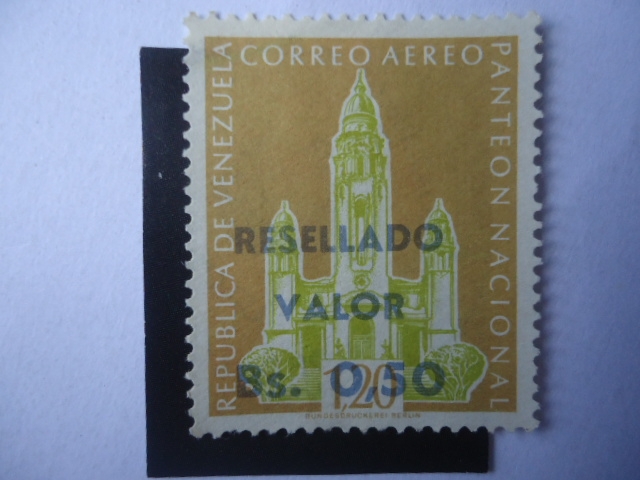 REPUBLICA DE VENEZUELA
CORREO AEREO
PANTEON NACIONAL
RESELLADO
VALOR
Bs. 0,50
1,20
BUNDESDRUCKEREI BERLIN